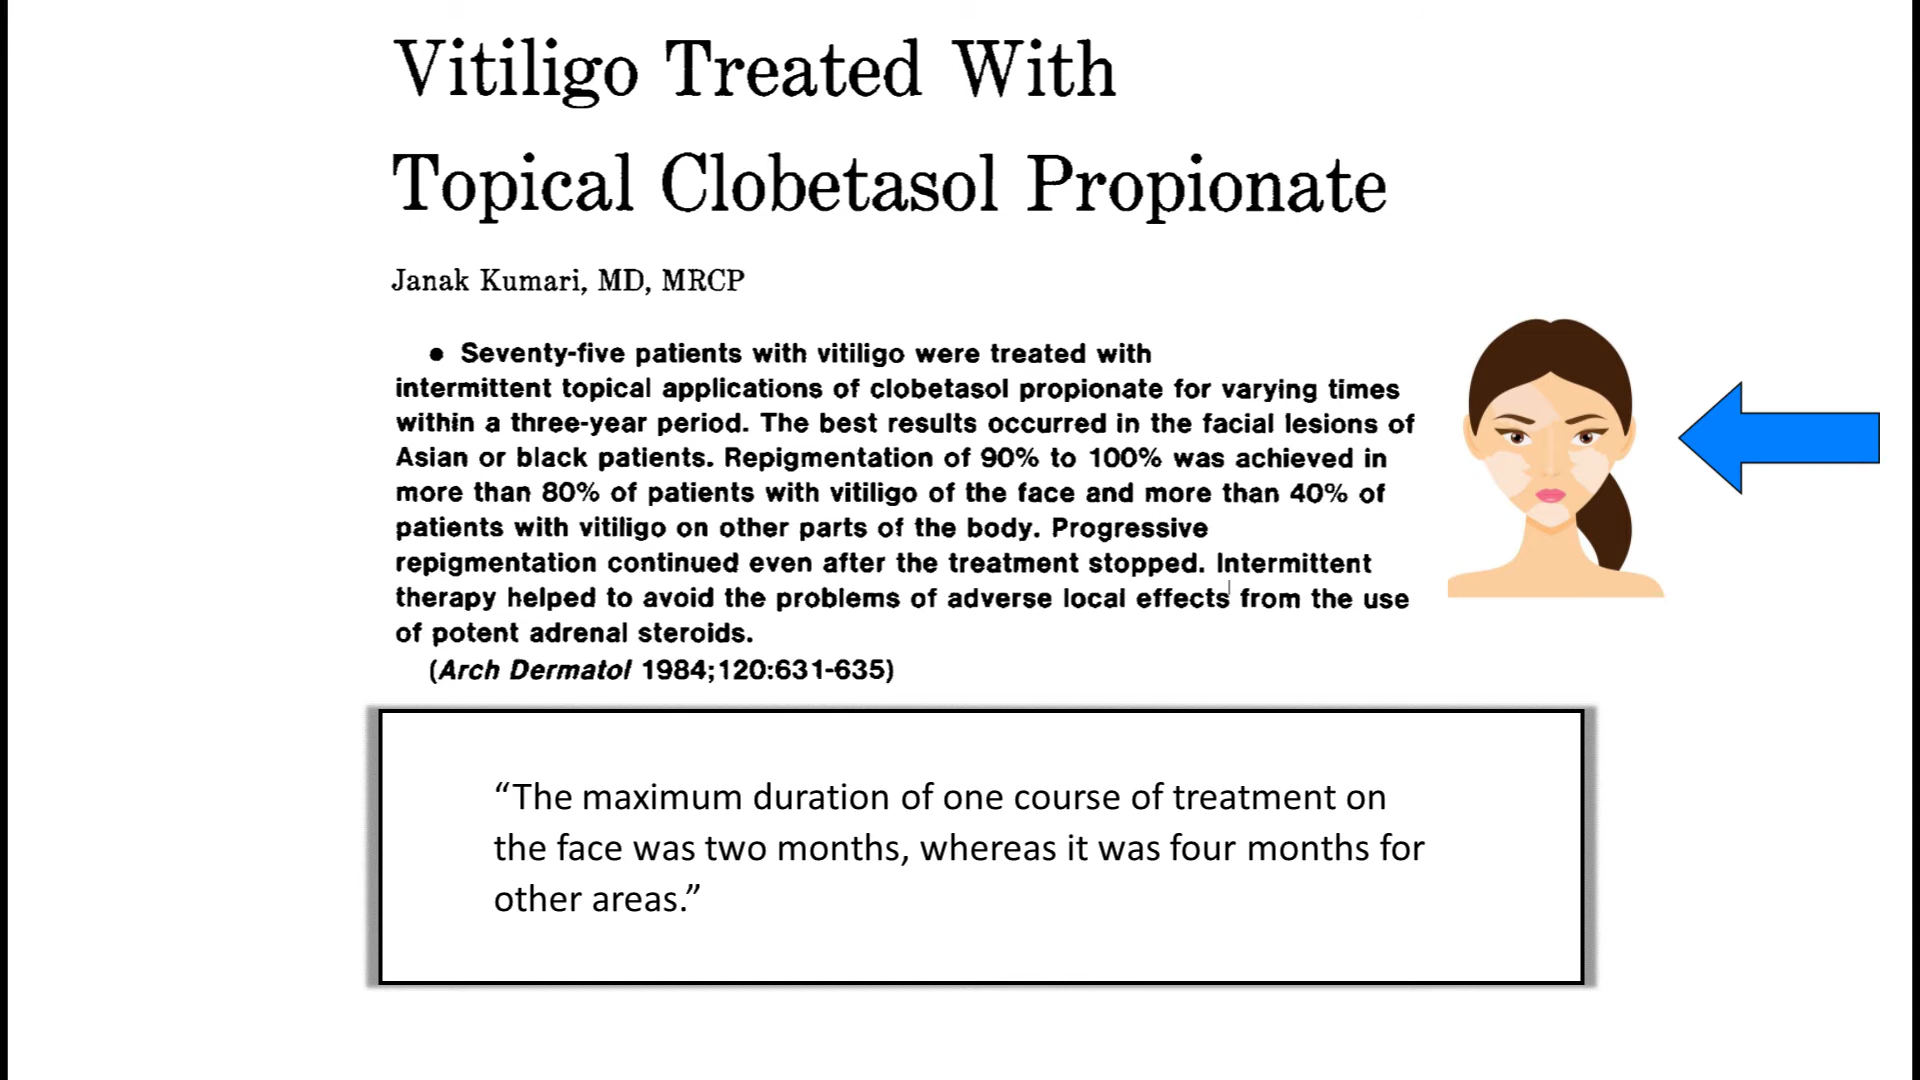 Vitiligo Treated With
Topical Clobetasol Propionate
Janak Kumari, MD, MRCP
● Seventy-five patients with vitiligo were treated with
intermittent topical applications of clobetasol propionate for varying times
within a three-year period. The best results occurred in the facial lesions of
Asian or black patients. Repigmentation of 90% to 100% was achieved in
more than 80% of patients with vitiligo of the face and more than 40% of
patients with vitiligo on other parts of the body. Progressive
repigmentation continued even after the treatment stopped. Intermittent
therapy helped to avoid the problems of adverse local effects from the use
of potent adrenal steroids.
(Arch Dermatol 1984;120:631-635)
“The maximum duration of one course of treatment on
the face was two months, whereas it was four months for
other areas.”